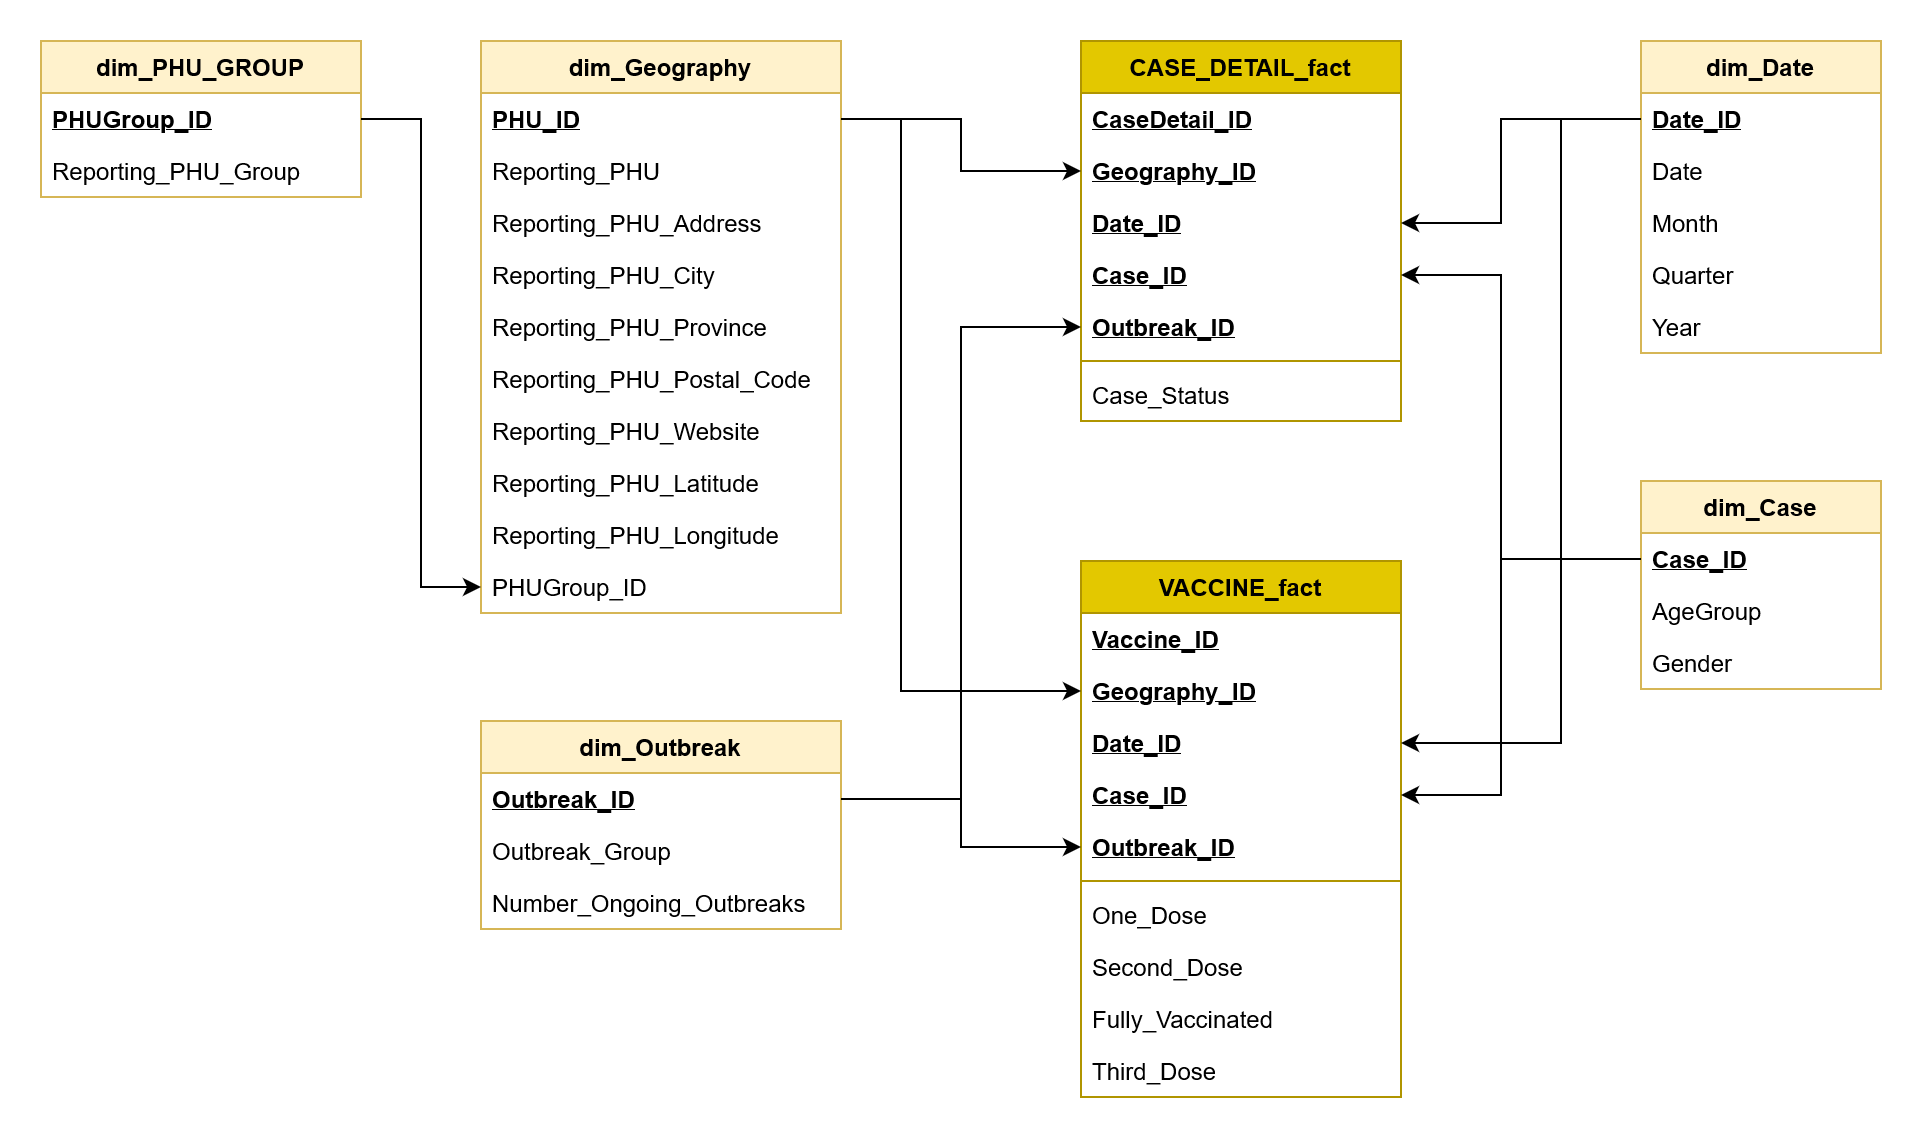 dim_PHU_GROUP
PHUGroup_ID
Reporting_PHU_Group
dim_Geography
PHU_ID
Reporting_PHU
Reporting_PHU_Address
Reporting_PHU_City
Reporting_PHU_Province
Reporting_PHU_Postal_Code
Reporting_PHU_Website
Reporting_PHU_Latitude
Reporting_PHU_Longitude
PHUGroup_ID
dim_Outbreak
Outbreak_ID
Outbreak_Group
Number_Ongoing_Outbreaks
CASE_DETAIL_fact
CaseDetail_ID
Geography_ID
Date_ID
Case_ID
Outbreak_ID
Case_Status
VACCINE_fact
Vaccine_ID
Geography_ID
Date_ID
Case_ID
Outbreak_ID
One_Dose
Second_Dose
Fully_Vaccinated
Third_Dose
dim_Date
Date_ID
Date
Month
Quarter
Year
dim_Case
Case_ID
AgeGroup
Gender